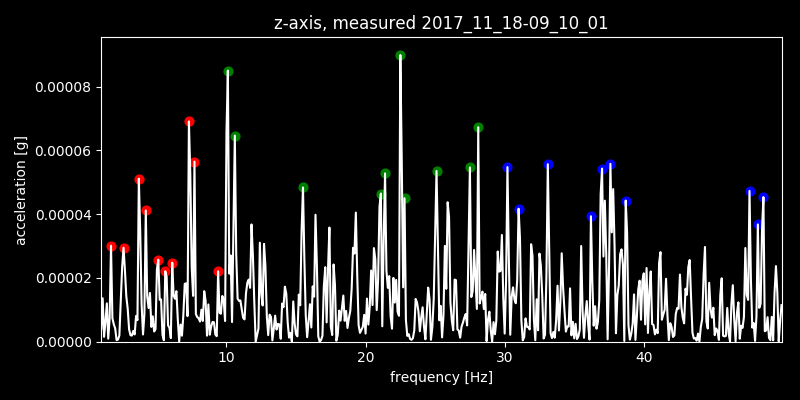 z-axis, measured 2017_11_18-09_10_01
0.00008
0.00006
0.00004
0.00002
0.00000
acceleration [g]
10 20 30 40
frequency [Hz]